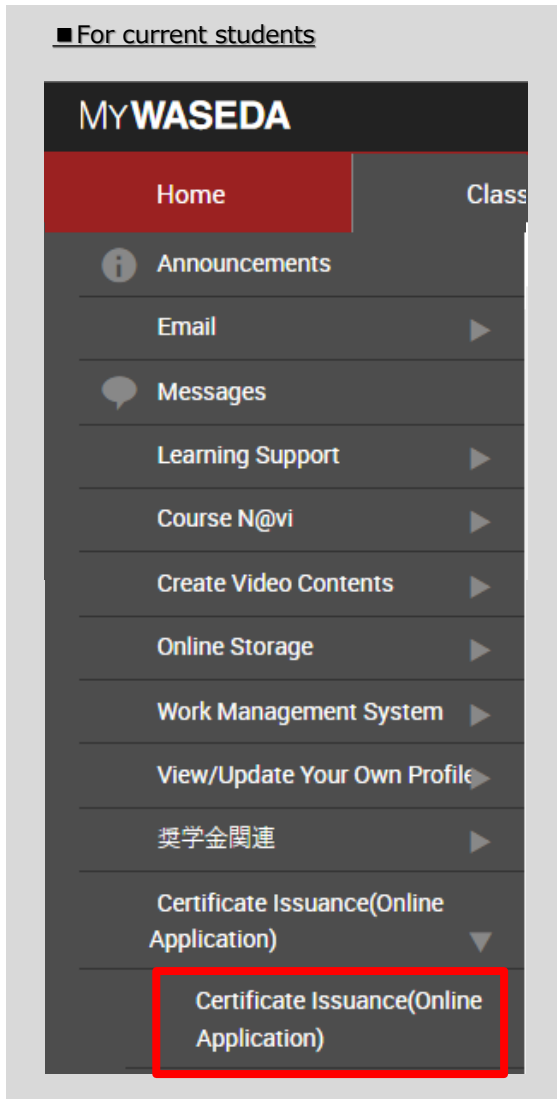 ■For current students
MYWASEDA
Home
Class
Announcements
Email
Messages
Learning Support
Course N@vi
Create Video Contents
Online Storage
Work Management System
View/Update Your Own Profile
奨学金関連
Certificate Issuance(Online
Application)
Certificate Issuance(Online
Application)